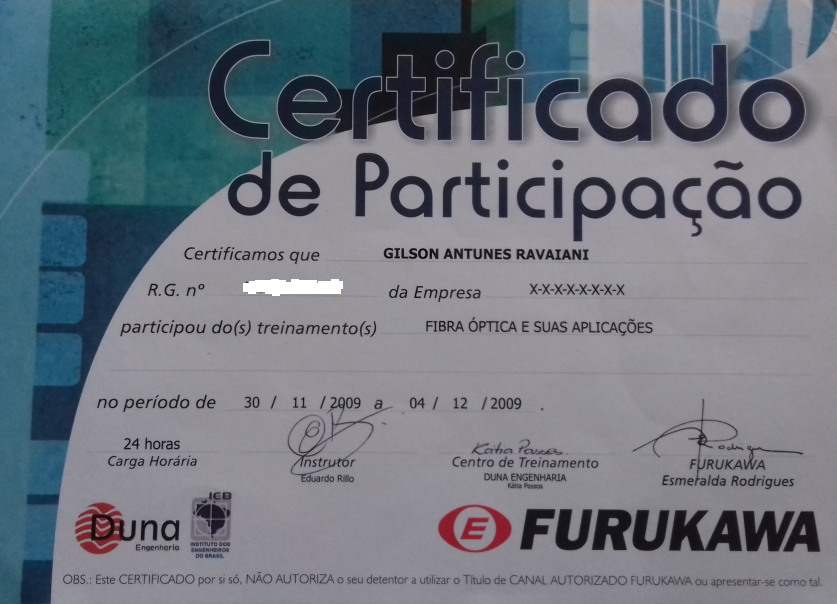 Certificado
de Participação
Certificamos que GILSON ANTUNES RAVAIANI
R.G. nº da Empresa X-X-X-X-X-X-X-X
participou do(s) treinamento(s) FIBRA ÓPTICA E SUAS APLICAÇÕES
no período de 30 / 11 / 2009 a 04 / 12 / 2009 .
24 horas
Carga Horária
Instrutor
Eduardo Rillo
Katia Passos
Centro de Treinamento
DUNA ENGENHARIA
Kátia Passos
Rodrigues
FURUKAWA
Esmeralda Rodrigues
Duna
Engenharia
ICB
INSTITUTO DOS
ENGENHEIROS
DO BRASIL
E FURUKAWA
OBS.: Este CERTIFICADO por si só, NÃO AUTORIZA o seu detentor a utilizar o Título de CANAL AUTORIZADO FURUKAWA ou apresentar-se como tal.